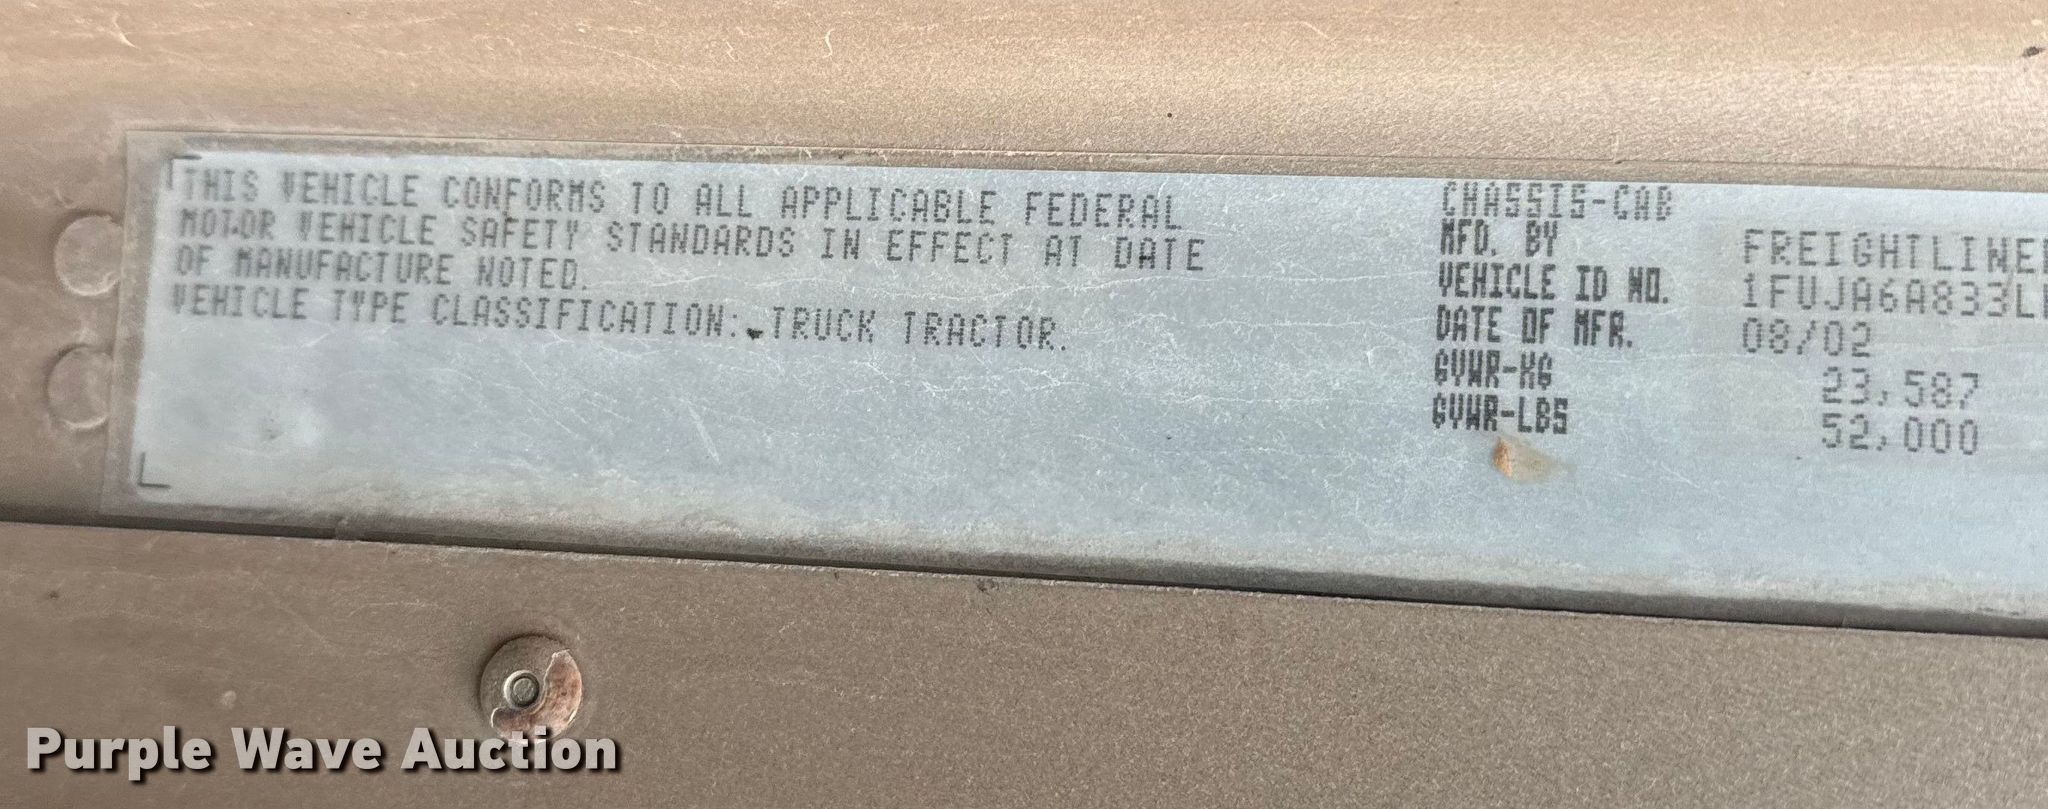 THIS VEHICLE CONFORMS TO ALL APPLICABLE FEDERAL
MOTOR VEHICLE SAFETY STANDARDS IN EFFECT AT DATE
OF MANUFACTURE NOTED.
VEHICLE TYPE CLASSIFICATION: TRUCK TRACTOR.
CHASSIS-CAB
MFD. BY FREIGHTLINER
VEHICLE ID NO. 1FUJA6A833L
DATE OF MFR. 08/02
GVWR-KG 23,587
GVWR-LBS 52,000
Purple Wave Auction